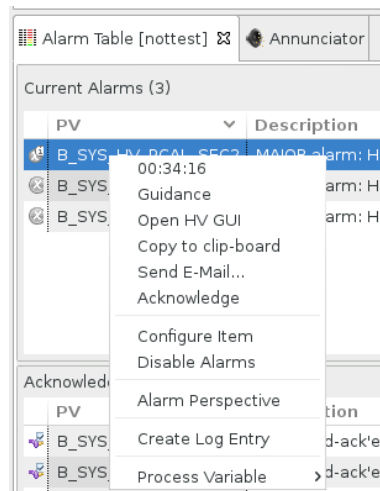 Alarm Table [nottest]
Annunciator
Current Alarms (3)
PV Description
B_SYS_HV_PCAL_SEC2 MAJOR alarm: H
00:34:16
B_SYS_ arm: H
Guidance
B_SYS_ arm: H
Open HV GUI
Copy to clip-board
Send E-Mail...
Acknowledge
Configure Item
Disable Alarms
Acknowled
Alarm Perspective
PV tion
B_SYS_ d-ack'e
Create Log Entry
B_SYS_ d-ack'e
Process Variable